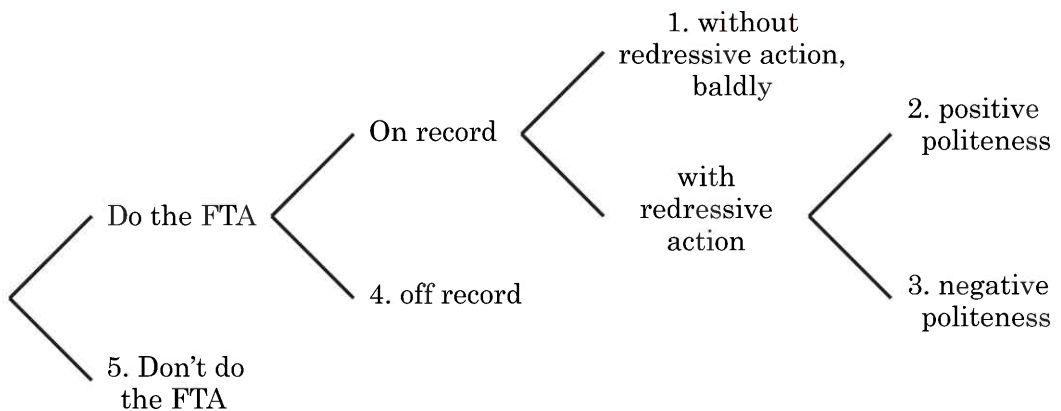 1. without
redressive action,
baldly
On record
2. positive
politeness
with
redressive
action
Do the FTA
4. off record
3. negative
politeness
5. Don't do
the FTA